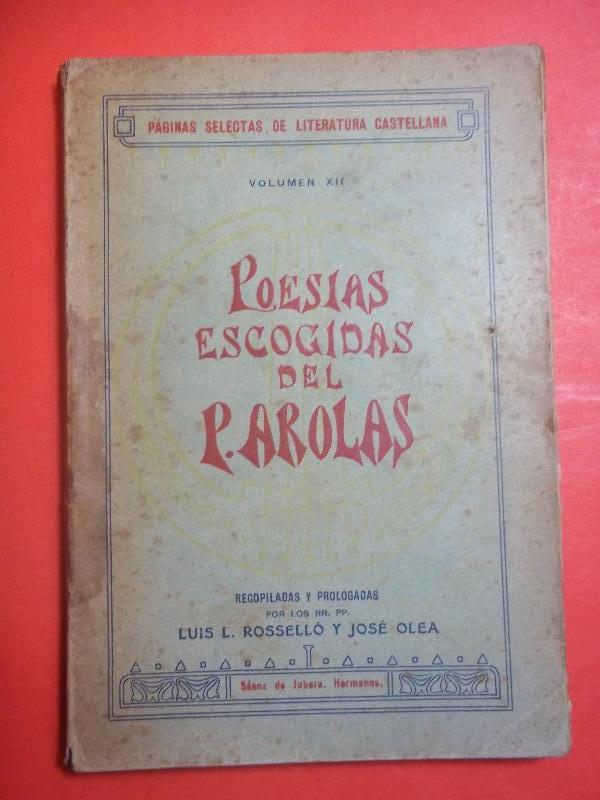 PÁGINAS SELECTAS DE LITERATURA CASTELLANA
VOLUMEN XII
POESIAS
ESCOGIDAS
DEL
P. AROLAS
RECOPILADAS Y PROLOGADAS
POR LOS RR. PP.
LUIS L. ROSSELLÓ Y JOSÉ OLEA
Sáenz de Jubera, Hermanos.